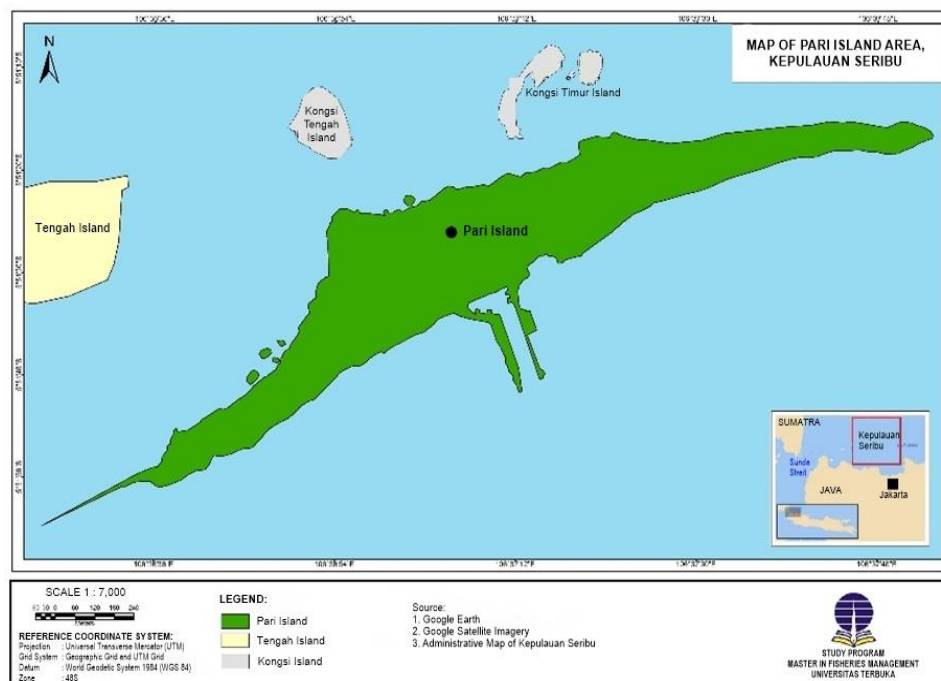 N
MAP OF PARI ISLAND AREA,
KEPULAUAN SERIBU
Kongsi
Tengah
Island
Kongsi Timur Island
Tengah Island
Pari Island
SUMATRA
Kepulauan
Seribu
Sunda
Strait
JAVA
Jakarta
SCALE 1 : 7,000
60 120 180 240
Meters
REFERENCE COORDINATE SYSTEM:
Projection : Universal Transverse Mercator (UTM)
Grid System : Geographic Grid and UTM Grid
Datum : World Geodetic System 1984 (WGS 84)
Zone : 48S
LEGEND:
Pari Island
Tengah Island
Kongsi Island
Source:
1. Google Earth
2. Google Satellite Imagery
3. Administrative Map of Kepulauan Seribu
STUDY PROGRAM
MASTER IN FISHERIES MANAGEMENT
UNIVERSITAS TERBUKA